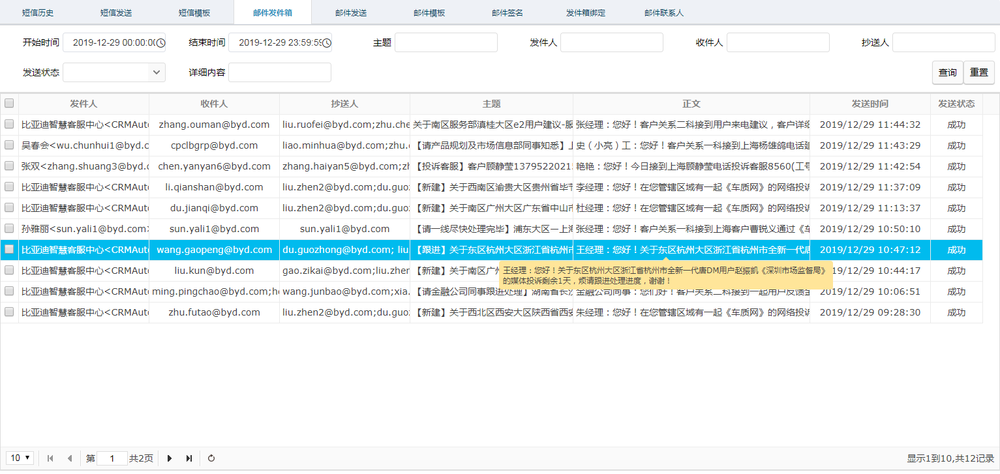 短信历史 短信发送 短信模板 邮件发件箱 邮件发送 邮件模板 邮件签名 发件箱绑定 邮件联系人
开始时间 2019-12-29 00:00:00 结束时间 2019-12-29 23:59:59 主题 发件人 收件人 抄送人
发送状态 详细内容 查询 重置
发件人 收件人 抄送人 主题 正文 发送时间 发送状态
比亚迪智慧客服中心<CRMAuto zhang.ouman@byd.com liu.ruofei@byd.com;zhu.che 关于南区服务部滇桂大区e2用户建议-服 张经理：您好！客户关系二科接到用户来电建议，客户详细 2019/12/29 11:44:32 成功
吴春会<wu.chunhui1@byd.c cpclbgrp@byd.com liao.minhua@byd.com;zhu. 【请产品规划及市场信息部同事知悉】上 史（小亮）工：您好！客户关系一科接到上海杨雄鸽电话建 2019/12/29 11:43:29 成功
张双<zhang.shuang3@byd.c chen.yanyan6@byd.com zhang.haiyan5@byd.com;zh 【投诉客服】客户顾静莹1379522021 艳艳：您好！今日接到上海顾静莹电话投诉客服8560(工号 2019/12/29 11:42:54 成功
比亚迪智慧客服中心<CRMAuto li.qianshan@byd.com liu.zhen2@byd.com;du.guoz 【新建】关于西南区渝贵大区贵州省毕节 李经理：您好！在您管辖区域有一起《车质网》的网络投诉 2019/12/29 11:37:09 成功
比亚迪智慧客服中心<CRMAuto du.jianqi@byd.com liu.zhen2@byd.com;du.guoz 【新建】关于南区广州大区广东省中山市 杜经理：您好！在您管辖区域有一起《车质网》的网络投诉 2019/12/29 11:13:37 成功
孙雅丽<sun.yali1@byd.com> sun.yali1@byd.com sun.yali1@byd.com 【请一线尽快处理完毕】浦东大区—上海 张经理：您好！客户关系一科接到上海客户曹锐义通过《车 2019/12/29 10:50:10 成功
比亚迪智慧客服中心<CRMAuto wang.gaopeng@byd.com du.guozhong@byd.com; liu 【跟进】关于东区杭州大区浙江省杭州市 王经理：您好！关于东区杭州大区浙江省杭州市全新一代唐 2019/12/29 10:47:12 成功
比亚迪智慧客服中心<CRMAuto liu.kun@byd.com gao.zikai@byd.com;liu.zhen 【新建】关于南区广州 2019/12/29 10:44:17 成功
王经理：您好！关于东区杭州大区浙江省杭州市全新一代唐DM用户赵振凯《深圳市场监督局》
的媒体投诉剩余1天，烦请跟进处理进度，谢谢！
比亚迪智慧客服中心<CRMAuto ming.pingchao@byd.com;he wang.junbao@byd.com;xia. 【请金融公司同事跟进处理】湖南省长沙 金融公司同事：您们好！客户关系二科接到一起用户反馈金 2019/12/29 10:06:51 成功
比亚迪智慧客服中心<CRMAuto zhu.futao@byd.com liu.zhen2@byd.com;du.guoz 【新建】关于西北区西安大区陕西省西安 朱经理：您好！在您管辖区域有一起《车质网》的网络投诉 2019/12/29 09:28:30 成功
10 第 1 共2页 显示1到10,共12记录